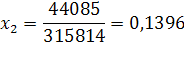 x₂ = 44085/315814 = 0,1396